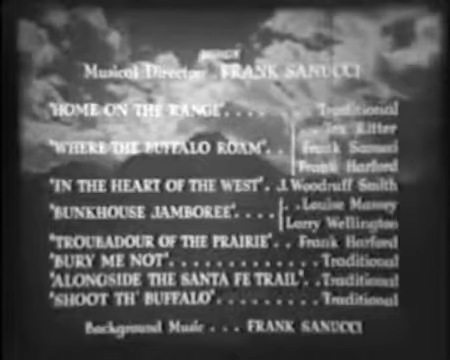 MUSIC
Musical Director FRANK SANUCCI
"HOME ON THE RANGE".... Traditional
Tex Ritter
"WHERE THE BUFFALO ROAM".. Frank Sanucci
Frank Harford
"IN THE HEART OF THE WEST". J. Woodruff Smith
..Louise Massey
"BUNKHOUSE JAMBOREE"....
Larry Wellington
"TROUBADOUR OF THE PRAIRIE".. Frank Harford
"BURY ME NOT"............. Traditional
"ALONGSIDE THE SANTA FE TRAIL". . Traditional
"SHOOT TH' BUFFALO"......... Traditional
Background Music ... FRANK SANUCCI